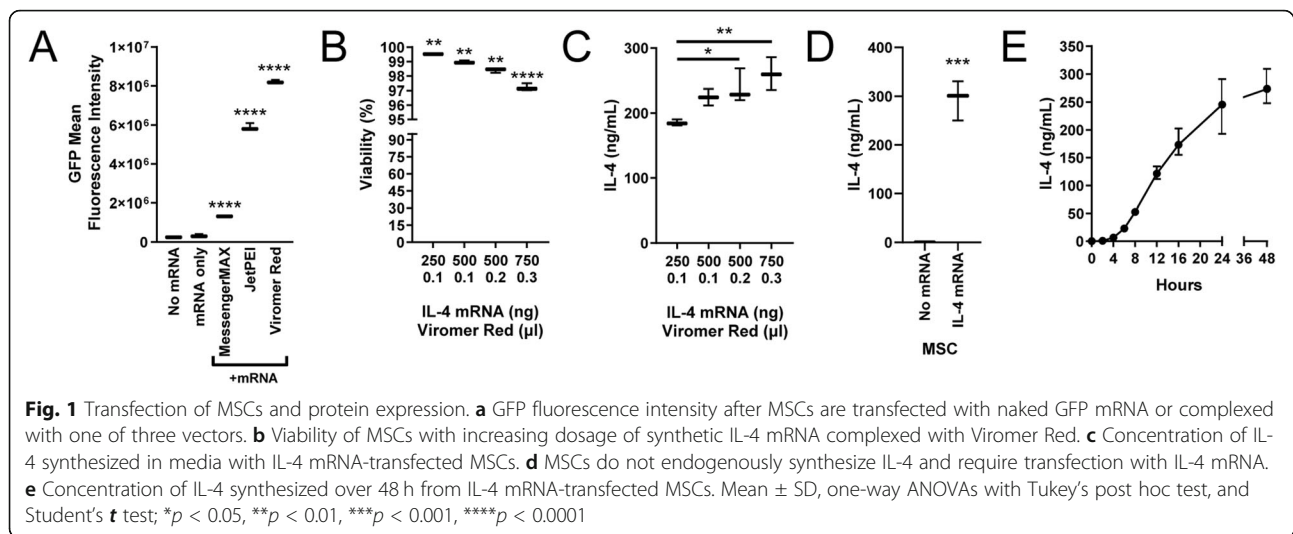 A
GFP Mean
Fluorescence Intensity
1×10⁷
8×10⁶
6×10⁶
4×10⁶
2×10⁶
0
****
****
****
No mRNA
mRNA only
MessengerMAX
JetPEI
Viromer Red
+mRNA
B
Viability (%)
100
99
98
97
96
95
90
75
60
45
30
15
0
**
**
**
****
250 500 500 750
0.1 0.1 0.2 0.3
IL-4 mRNA (ng)
Viromer Red (µl)
C
IL-4 (ng/mL)
300
200
100
0
**
*
250 500 500 750
0.1 0.1 0.2 0.3
IL-4 mRNA (ng)
Viromer Red (µl)
D
IL-4 (ng/mL)
400
300
200
100
0
***
No mRNA
IL-4 mRNA
MSC
E
IL-4 (ng/mL)
350
300
250
200
150
100
50
0
0 4 8 12 16 20 24 36 48
Hours
Fig. 1 Transfection of MSCs and protein expression. a GFP fluorescence intensity after MSCs are transfected with naked GFP mRNA or complexed
with one of three vectors. b Viability of MSCs with increasing dosage of synthetic IL-4 mRNA complexed with Viromer Red. c Concentration of IL-
4 synthesized in media with IL-4 mRNA-transfected MSCs. d MSCs do not endogenously synthesize IL-4 and require transfection with IL-4 mRNA.
e Concentration of IL-4 synthesized over 48 h from IL-4 mRNA-transfected MSCs. Mean ± SD, one-way ANOVAs with Tukey's post hoc test, and
Student's t test; *p < 0.05, **p < 0.01, ***p < 0.001, ****p < 0.0001